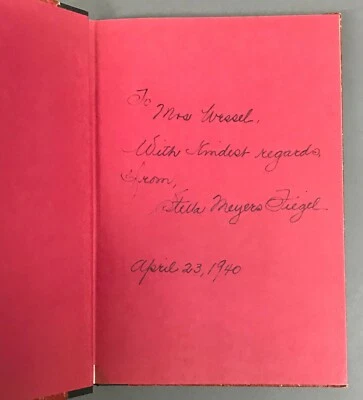 To
Mrs Wessel.
With Kindest regards,
From,
Stella Meyers Fiegel
April 23, 1940